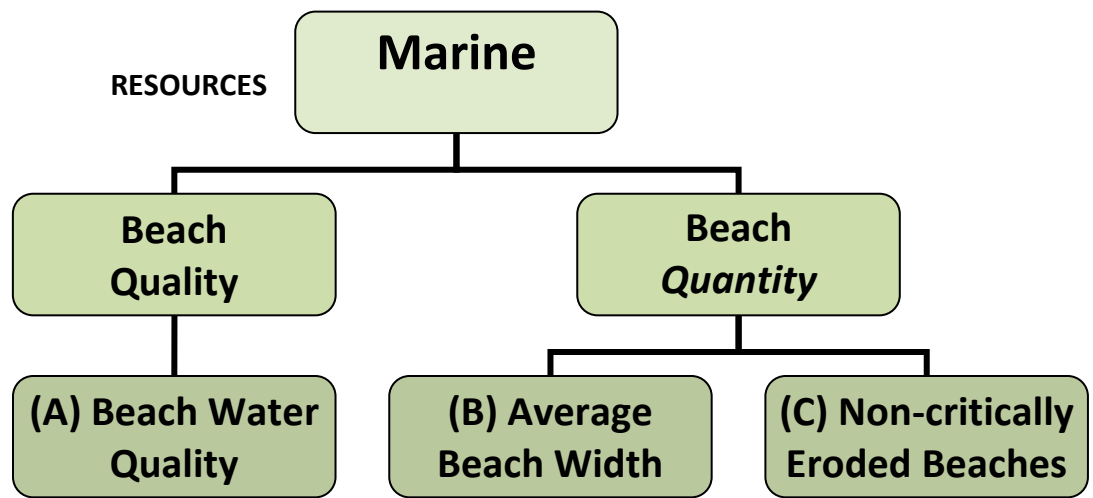 Marine
RESOURCES
Beach
Quality
Beach
Quantity
(A) Beach Water
Quality
(B) Average
Beach Width
(C) Non-critically
Eroded Beaches